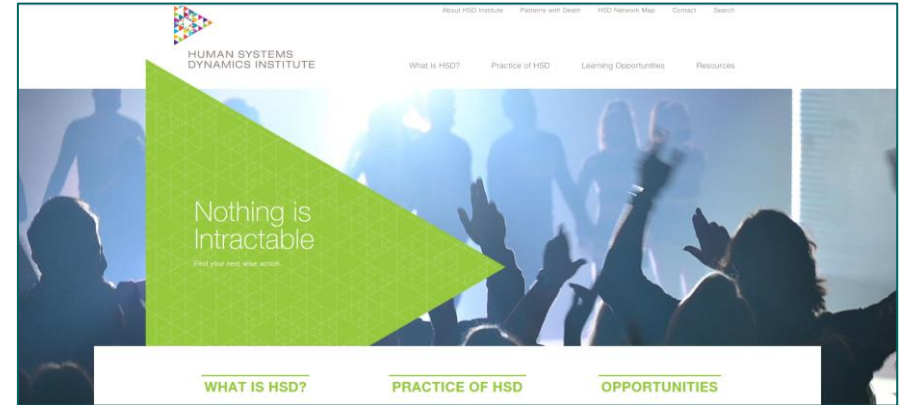 About HSD Institute Patterns with Death HSD Network Map Contact Search
HUMAN SYSTEMS
DYNAMICS INSTITUTE
What is HSD? Practice of HSD Learning Opportunities Resources
Nothing is
Intractable
Find your next wise action.
WHAT IS HSD? PRACTICE OF HSD OPPORTUNITIES